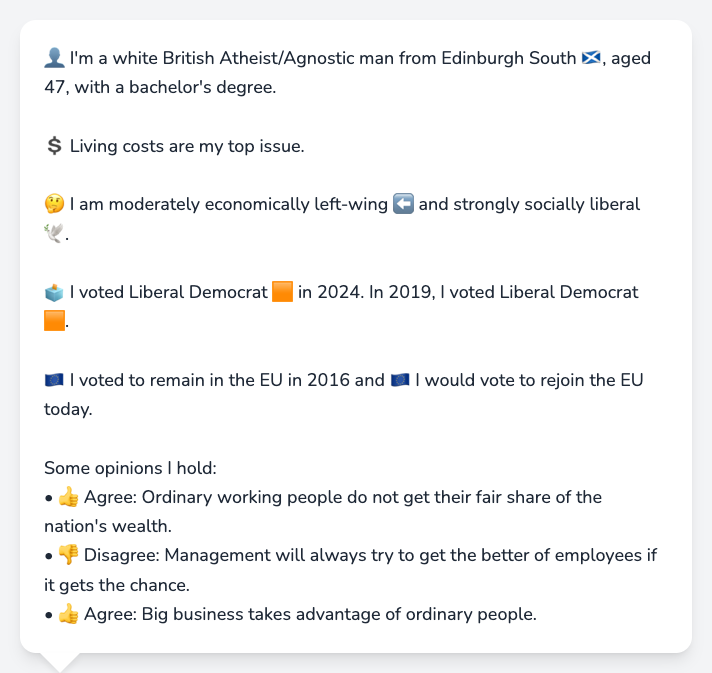 👤 I'm a white British Atheist/Agnostic man from Edinburgh South 🏴󠁧󠁢󠁳󠁣󠁴󠁿, aged
47, with a bachelor's degree.
💲 Living costs are my top issue.
🤔 I am moderately economically left-wing ⬅️ and strongly socially liberal
🕊️.
🗳️ I voted Liberal Democrat 🟧 in 2024. In 2019, I voted Liberal Democrat
🟧.
🇪🇺 I voted to remain in the EU in 2016 and 🇪🇺 I would vote to rejoin the EU
today.
Some opinions I hold:
• 👍 Agree: Ordinary working people do not get their fair share of the
nation's wealth.
• 👎 Disagree: Management will always try to get the better of employees if
it gets the chance.
• 👍 Agree: Big business takes advantage of ordinary people.